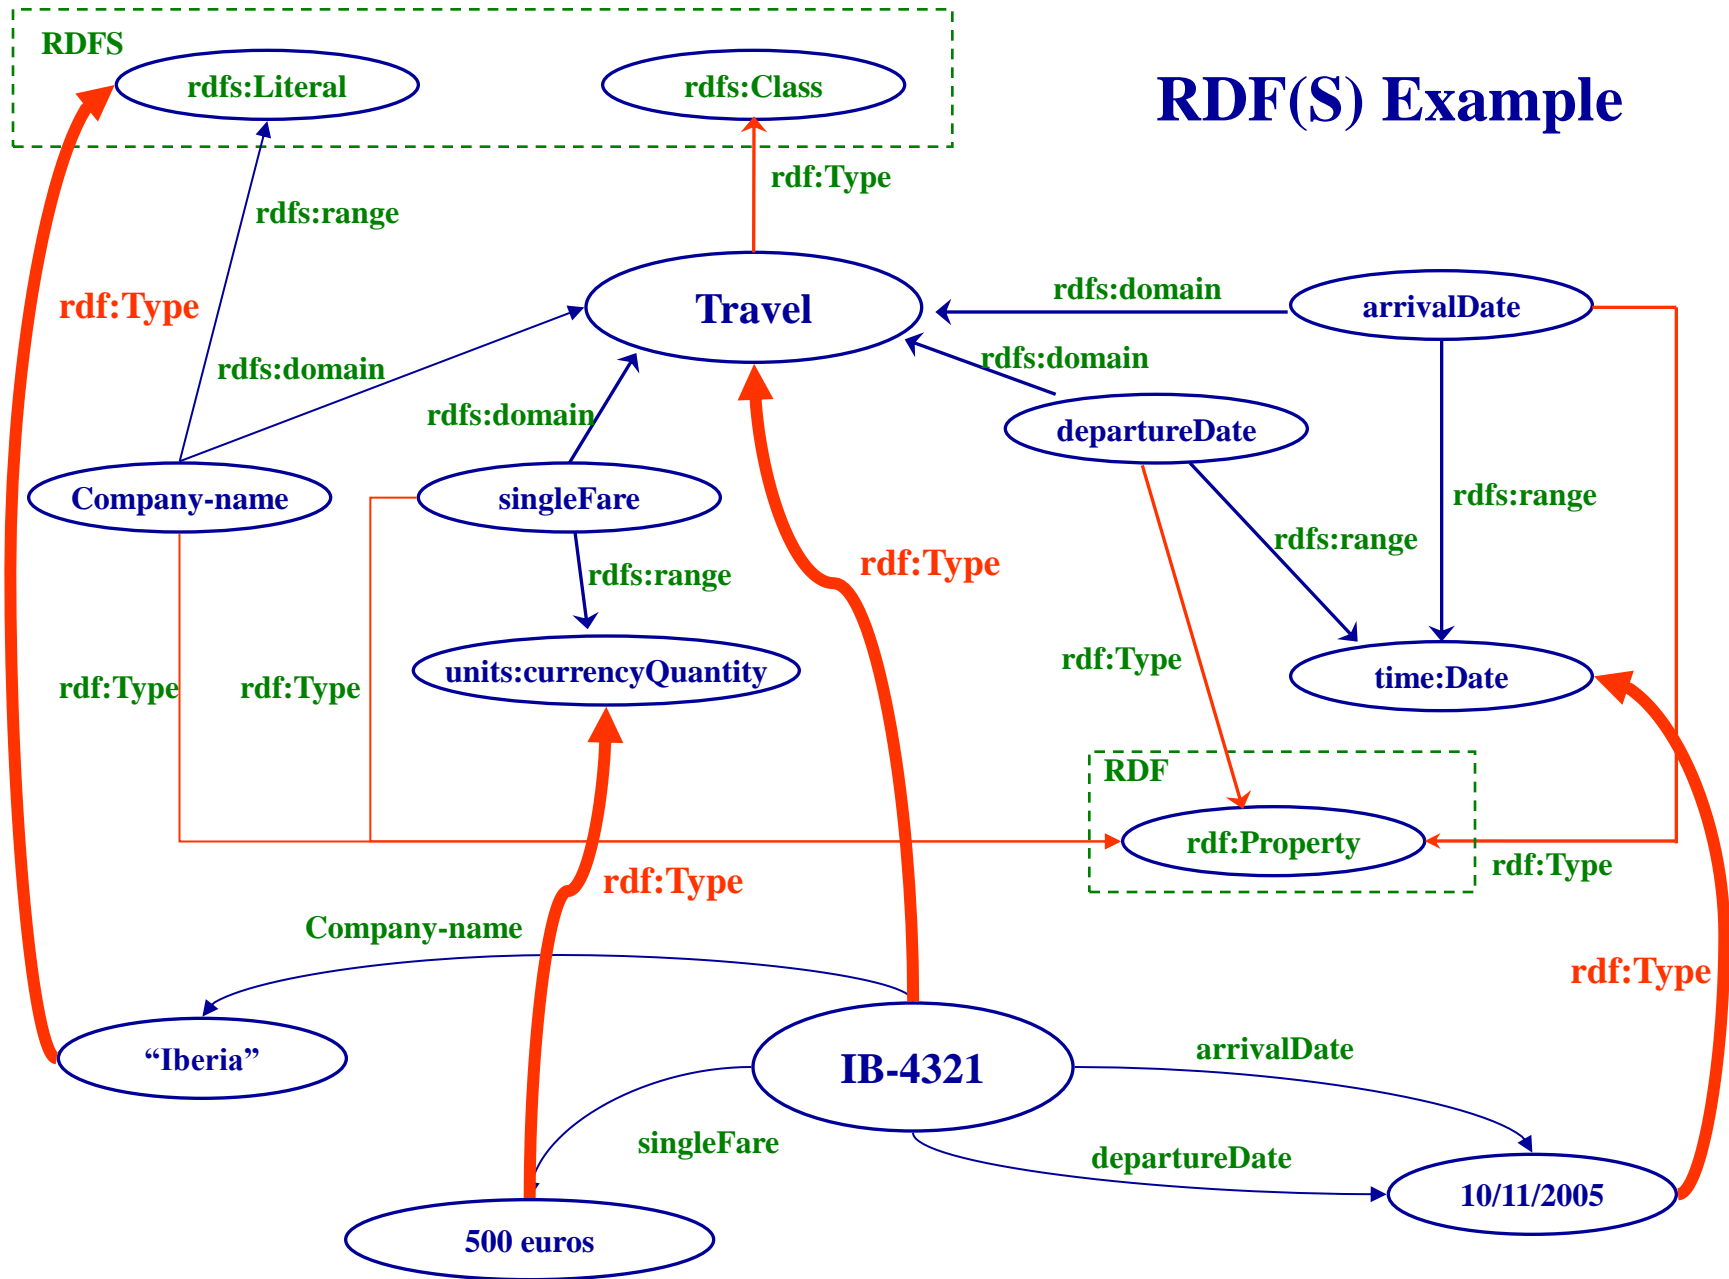 RDFS
rdfs:Literal
rdfs:Class
RDF(S) Example
rdf:Type
rdfs:range
rdf:Type
Travel
rdfs:domain
arrivalDate
rdfs:domain
rdfs:domain
rdfs:domain
departureDate
Company-name
singleFare
rdfs:range
rdfs:range
rdf:Type
rdfs:range
rdf:Type
units:currencyQuantity
time:Date
rdf:Type
rdf:Type
RDF
rdf:Property
rdf:Type
rdf:Type
Company-name
rdf:Type
“Iberia”
IB-4321
arrivalDate
singleFare
departureDate
10/11/2005
500 euros